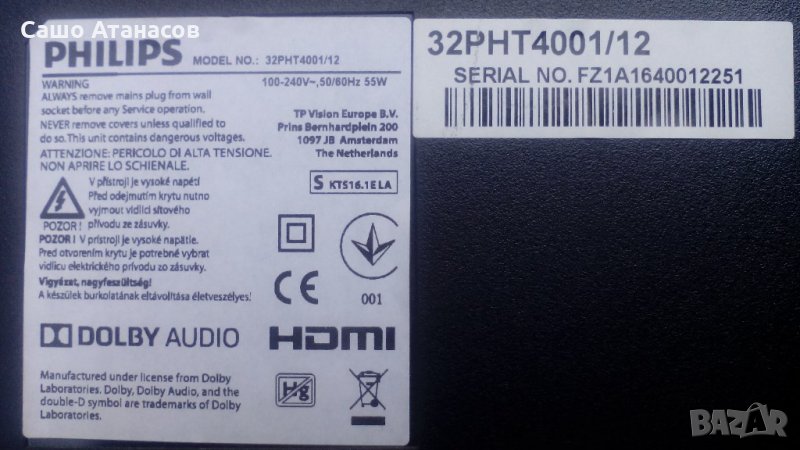 Сашо Атанасов
PHILIPS MODEL NO.: 32PHT4001/12
WARNING 100-240V~,50/60Hz 55W
ALWAYS remove mains plug from wall
socket before any Service operation.
NEVER remove covers unless qualified to
do so.This unit contains dangerous voltages.
TP Vision Europe B.V.
Prins Bernhardplein 200
1097 JB Amsterdam
The Netherlands
ATTENZIONE: PERICOLO DI ALTA TENSIONE.
NON APRIRE LO SCHIENALE.
V přístroji je vysoké napětí
Před odejmutím krytu nutno
vyjmout vidlici síťového
POZOR! přívodu ze zásuvky.
POZOR! V prístroji je vysoké napätie.
Pred otvorením krytu je potrebné vybrat
vidlicu elektrického prívodu zo zásuvky.
Vigyázat, nagyfeszültség!
A készülek burkolatának eltávolitása életveszélyes!
S KTS16.1E LA
CE
001
DOLBY AUDIO HDMI
Manufactured under license from Dolby
Laboratories. Dolby, Dolby Audio, and the
double-D symbol are trademarks of Dolby
Laboratories.
Hg
32PHT4001/12
SERIAL NO. FZ1A1640012251
BAZAR